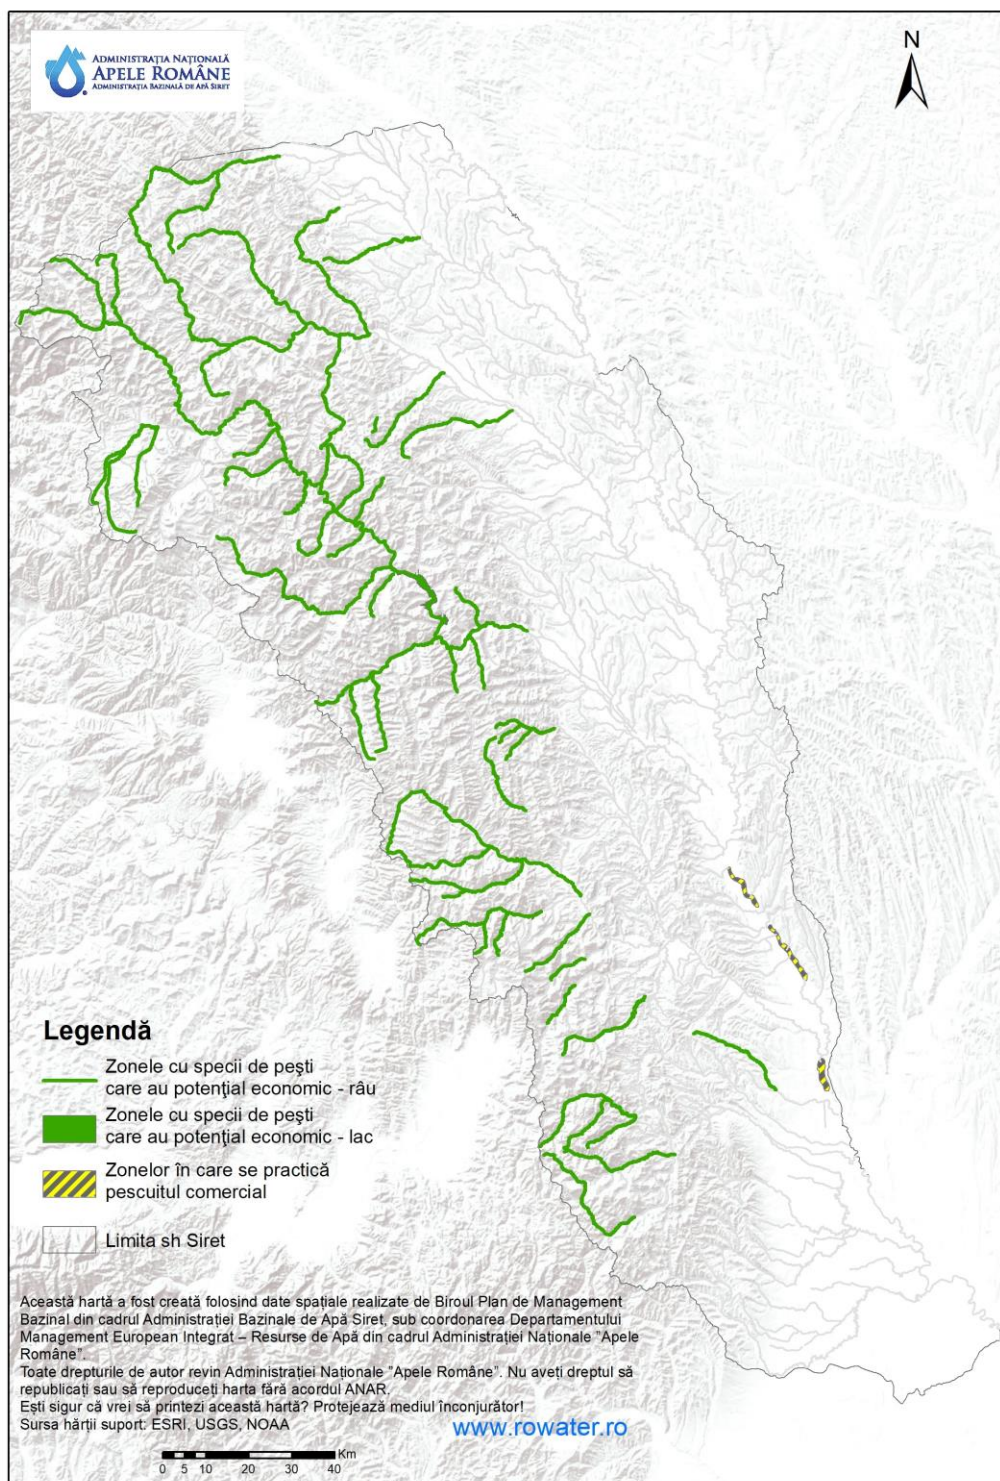 ADMINISTRAȚIA NAȚIONALĂ
APELE ROMÂNE
ADMINISTRAȚIA BAZINALĂ DE APĂ SIRET
N
Legendă
Zonele cu specii de peşti
care au potenţial economic - râu
Zonele cu specii de peşti
care au potenţial economic - lac
Zonelor în care se practică
pescuitul comercial
Limita sh Siret
Această hartă a fost creată folosind date spațiale realizate de Biroul Plan de Management
Bazinal din cadrul Administrației Bazinale de Apă Siret, sub coordonarea Departamentului
Management European Integrat – Resurse de Apă din cadrul Administrației Naționale "Apele
Române".
Toate drepturile de autor revin Administrației Naționale "Apele Române". Nu aveți dreptul să
republicați sau să reproduceți harta fără acordul ANAR.
Ești sigur că vrei să printezi această hartă? Protejează mediul înconjurător!
Sursa hărții suport: ESRI, USGS, NOAA
www.rowater.ro
Km
0 5 10 20 30 40